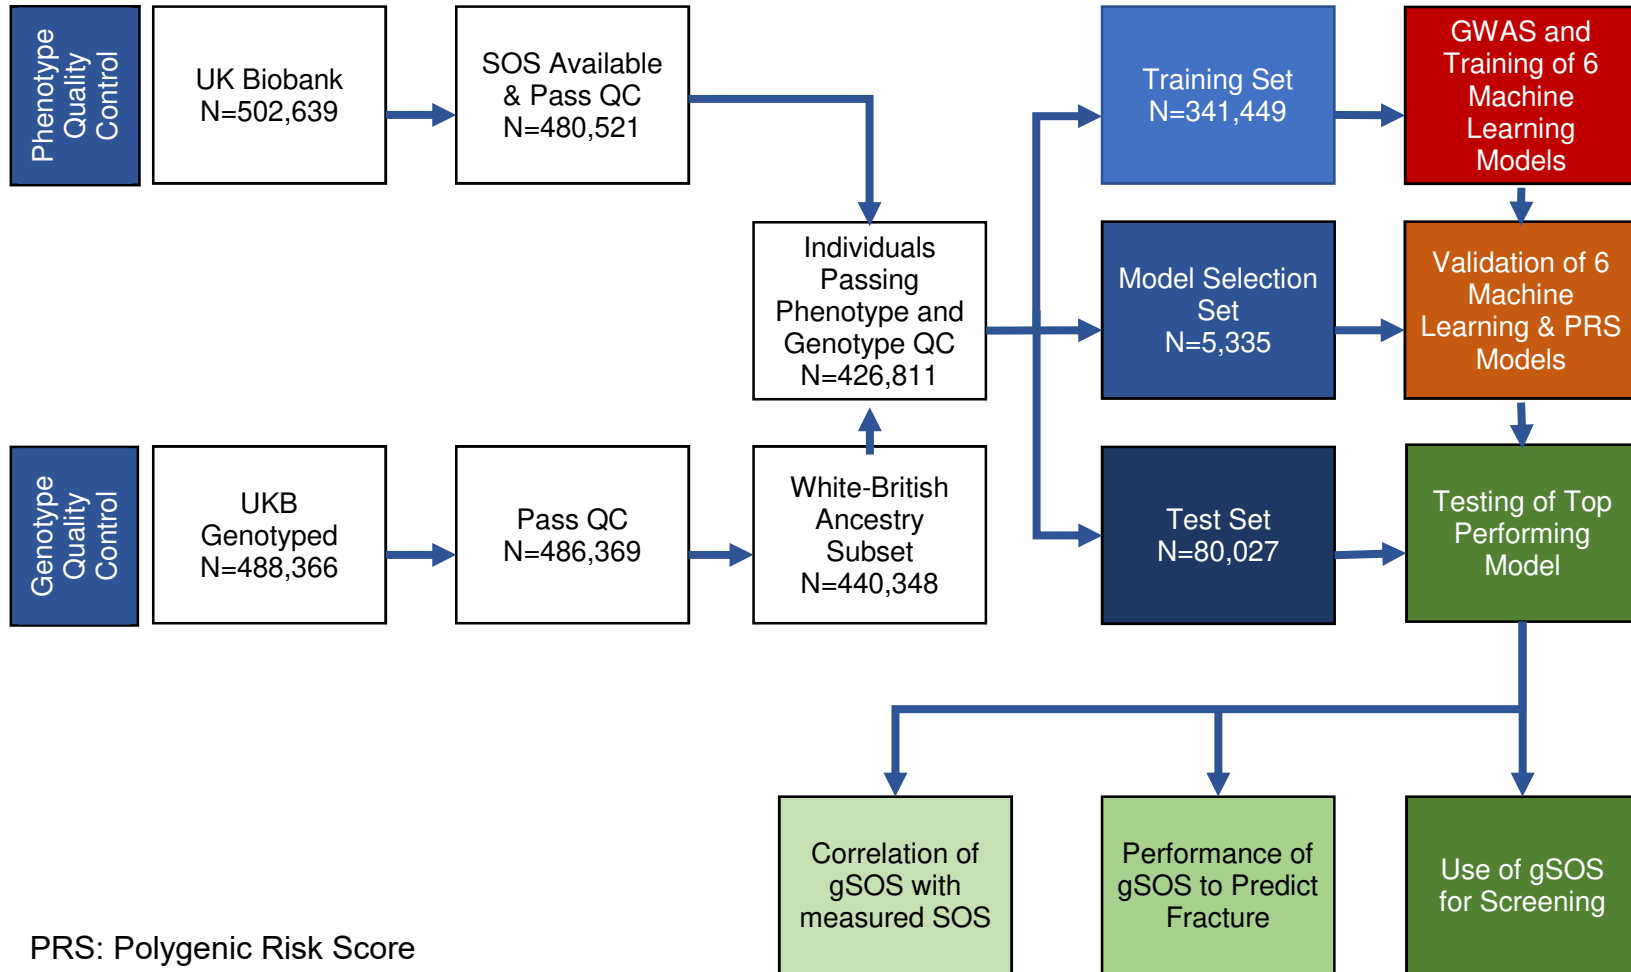 Phenotype
Quality
Control
UK Biobank
N=502,639
SOS Available
& Pass QC
N=480,521
Training Set
N=341,449
GWAS and
Training of 6
Machine
Learning
Models
Individuals
Passing
Phenotype and
Genotype QC
N=426,811
Model Selection
Set
N=5,335
Validation of 6
Machine
Learning & PRS
Models
Genotype
Quality
Control
UKB
Genotyped
N=488,366
Pass QC
N=486,369
White-British
Ancestry
Subset
N=440,348
Test Set
N=80,027
Testing of Top
Performing
Model
Correlation of
gSOS with
measured SOS
Performance of
gSOS to Predict
Fracture
Use of gSOS
for Screening
PRS: Polygenic Risk Score